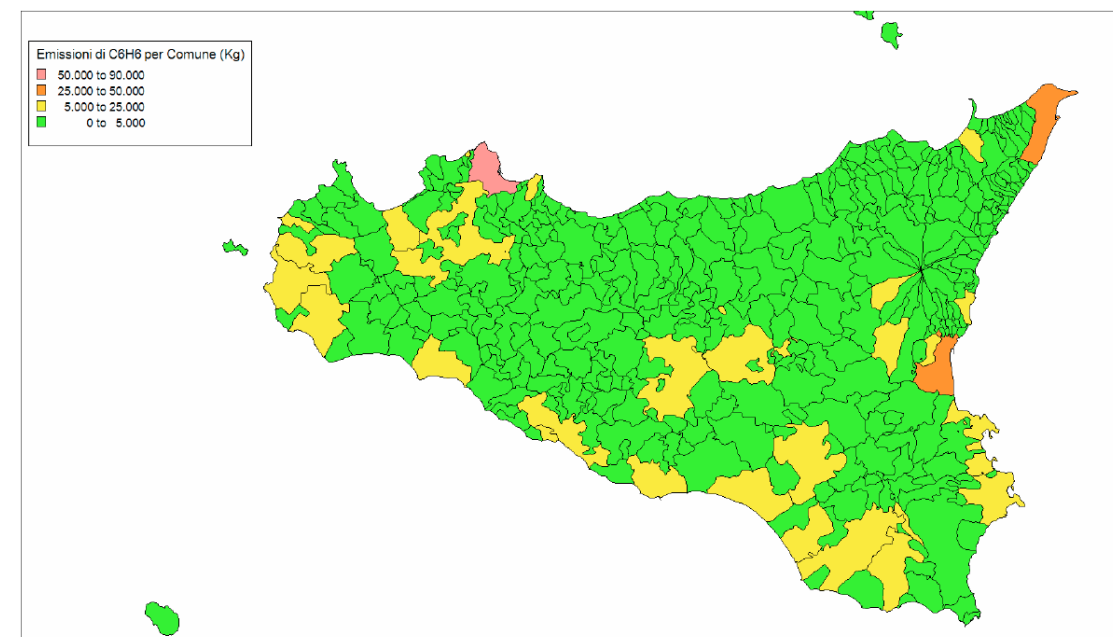 Emissioni di C6H6 per Comune (Kg)
50.000 to 90.000
25.000 to 50.000
5.000 to 25.000
0 to 5.000